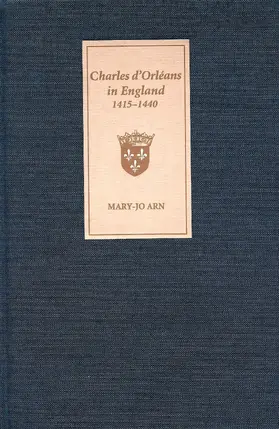 Charles d'Orléans
in England
1415–1440
MARY-JO ARN